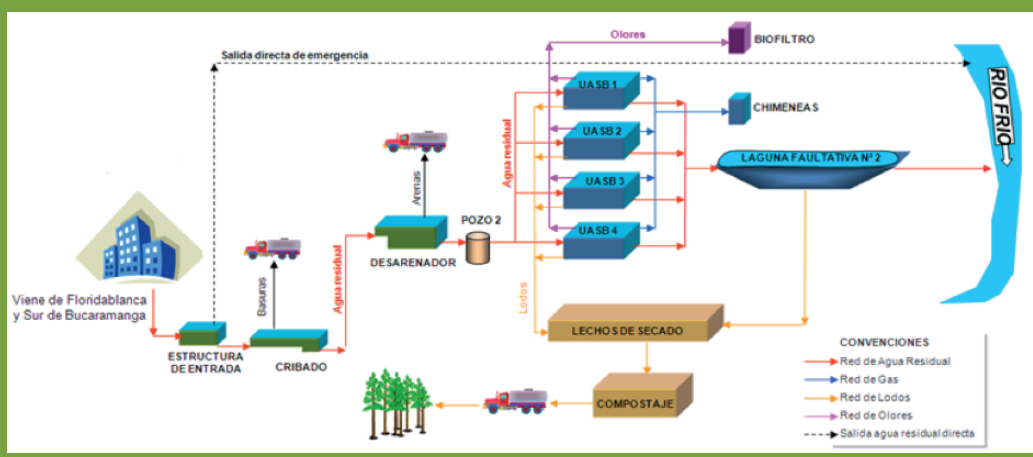 Olores
BIOFILTRO
Salida directa de emergencia
UASB 1
CHIMENEAS
RIO FRIO
UASB 2
Agua residual
LAGUNA FAULTATIVA Nº 2
Arenas
UASB 3
POZO 2
UASB 4
DESARENADOR
Basuras
Agua residual
Viene de Floridablanca
y Sur de Bucaramanga
Lodos
LECHOS DE SECADO
ESTRUCTURA
DE ENTRADA
CRIBADO
COMPOSTAJE
CONVENCIONES
Red de Agua Residual
Red de Gas
Red de Lodos
Red de Olores
Salida agua residual directa